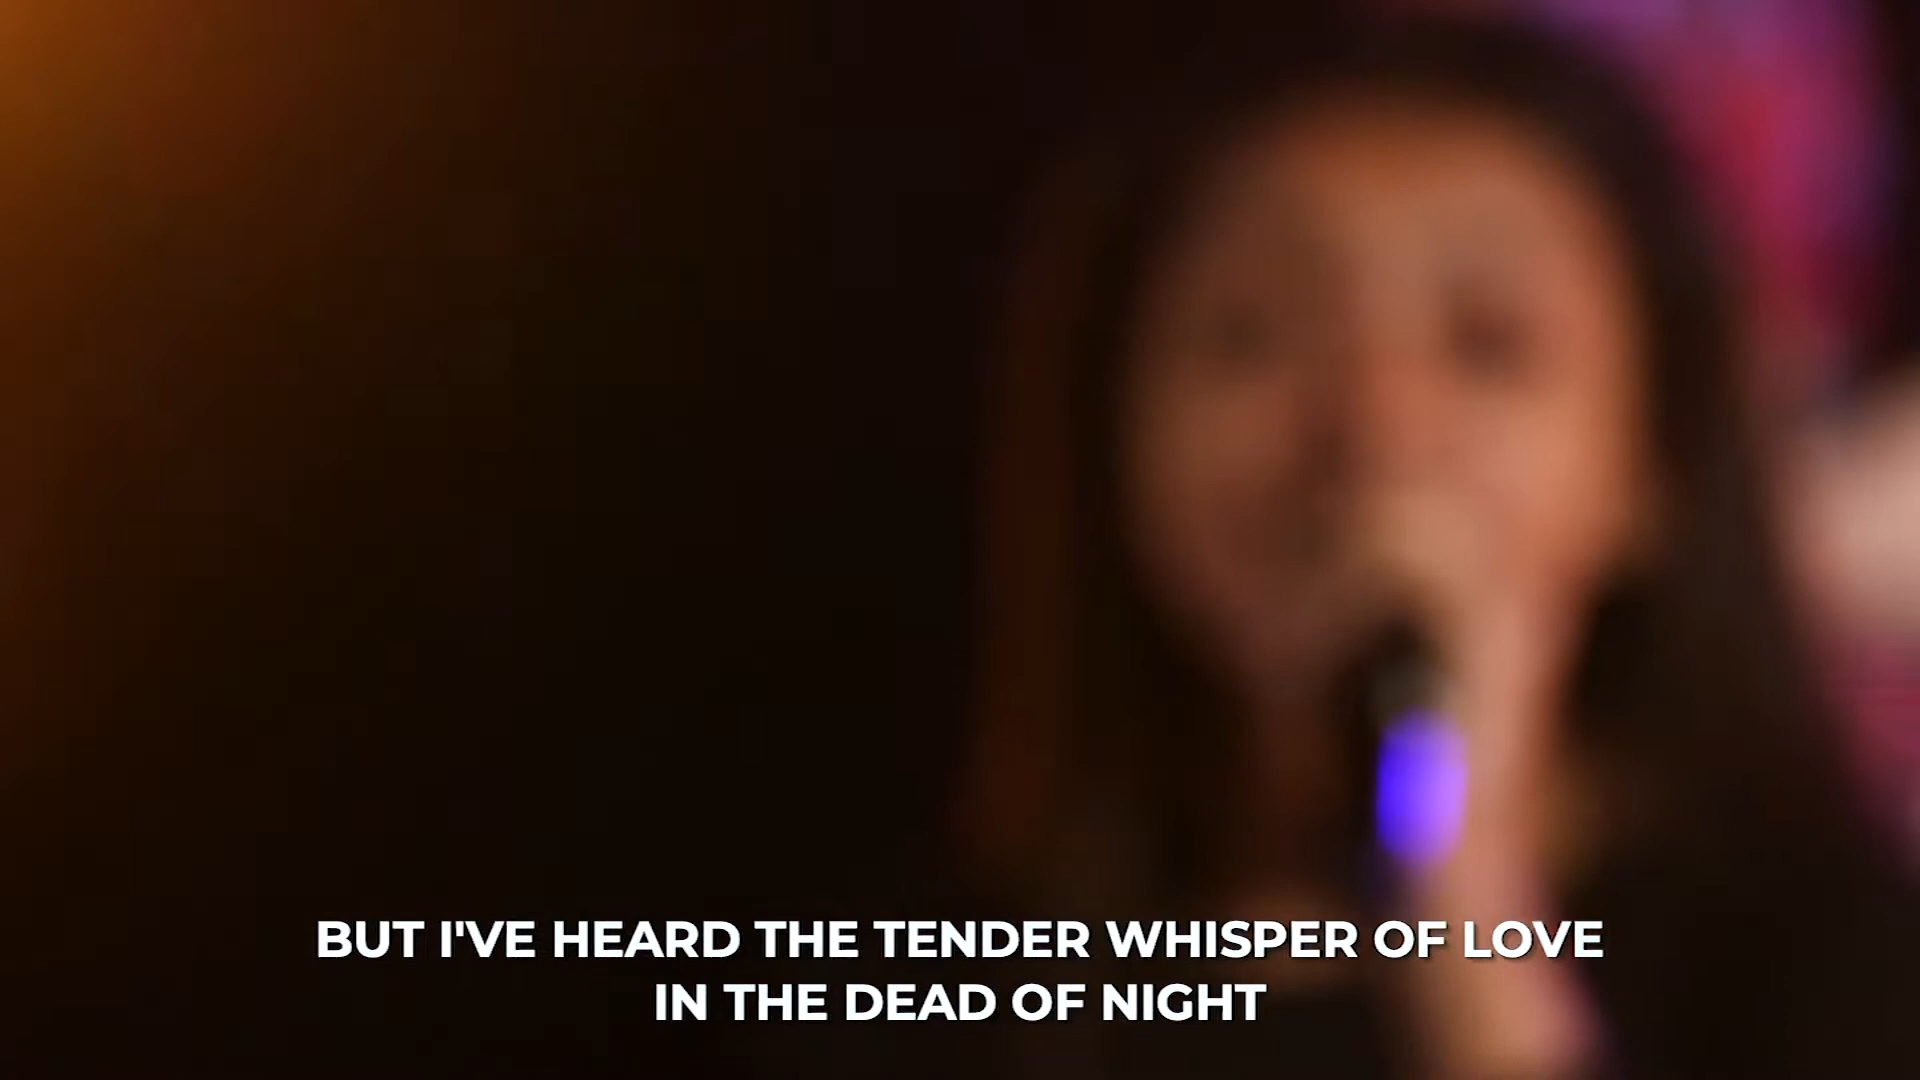 BUT I'VE HEARD THE TENDER WHISPER OF LOVE
IN THE DEAD OF NIGHT